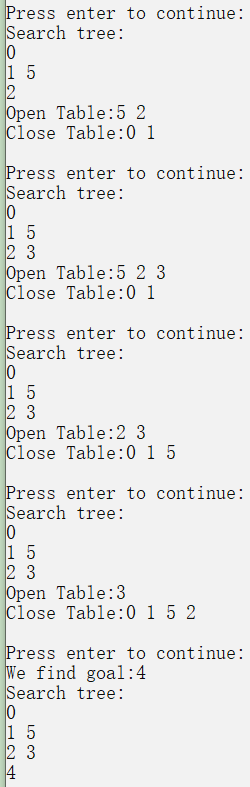 Press enter to continue:
Search tree:
0
1 5
2
Open Table:5 2
Close Table:0 1
Press enter to continue:
Search tree:
0
1 5
2 3
Open Table:5 2 3
Close Table:0 1
Press enter to continue:
Search tree:
0
1 5
2 3
Open Table:2 3
Close Table:0 1 5
Press enter to continue:
Search tree:
0
1 5
2 3
Open Table:3
Close Table:0 1 5 2
Press enter to continue:
We find goal:4
Search tree:
0
1 5
2 3
4